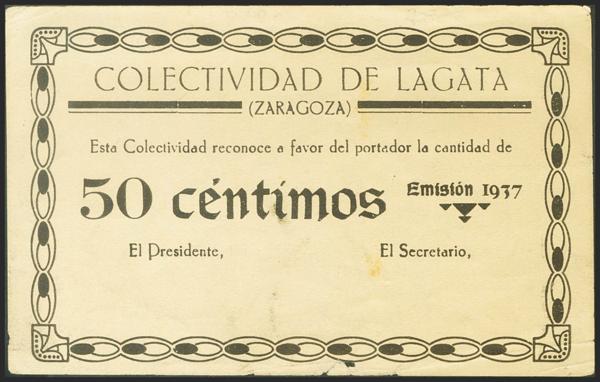 COLECTIVIDAD DE LAGATA
(ZARAGOZA)
Esta Colectividad reconoce a favor del portador la cantidad de
50 céntimos Emisión 1937
El Presidente, El Secretario,